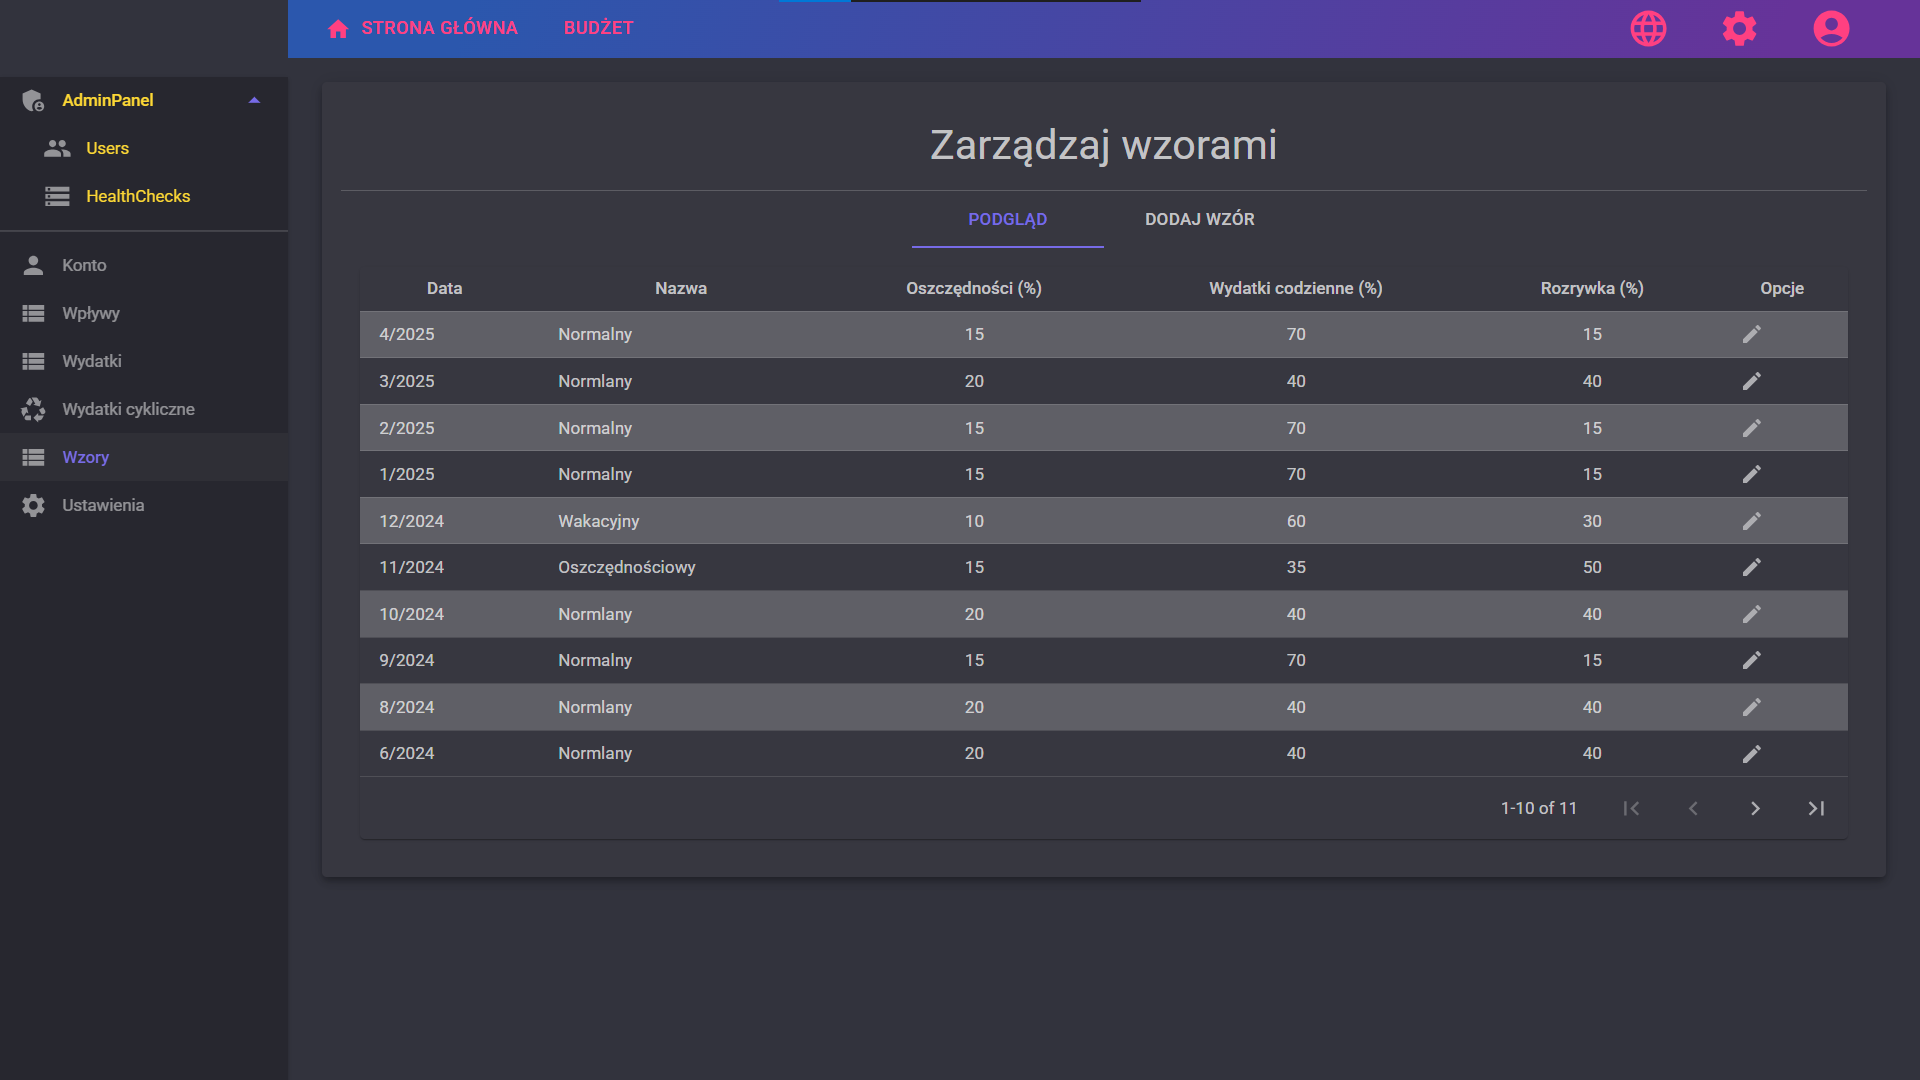 STRONA GŁÓWNA BUDŻET
AdminPanel
Users
HealthChecks
Konto
Wpływy
Wydatki
Wydatki cykliczne
Wzory
Ustawienia
Zarządzaj wzorami
PODGLĄD DODAJ WZÓR
Data Nazwa Oszczędności (%) Wydatki codzienne (%) Rozrywka (%) Opcje
4/2025 Normalny 15 70 15
3/2025 Normlany 20 40 40
2/2025 Normalny 15 70 15
1/2025 Normalny 15 70 15
12/2024 Wakacyjny 10 60 30
11/2024 Oszczędnościowy 15 35 50
10/2024 Normlany 20 40 40
9/2024 Normalny 15 70 15
8/2024 Normlany 20 40 40
6/2024 Normlany 20 40 40
1-10 of 11